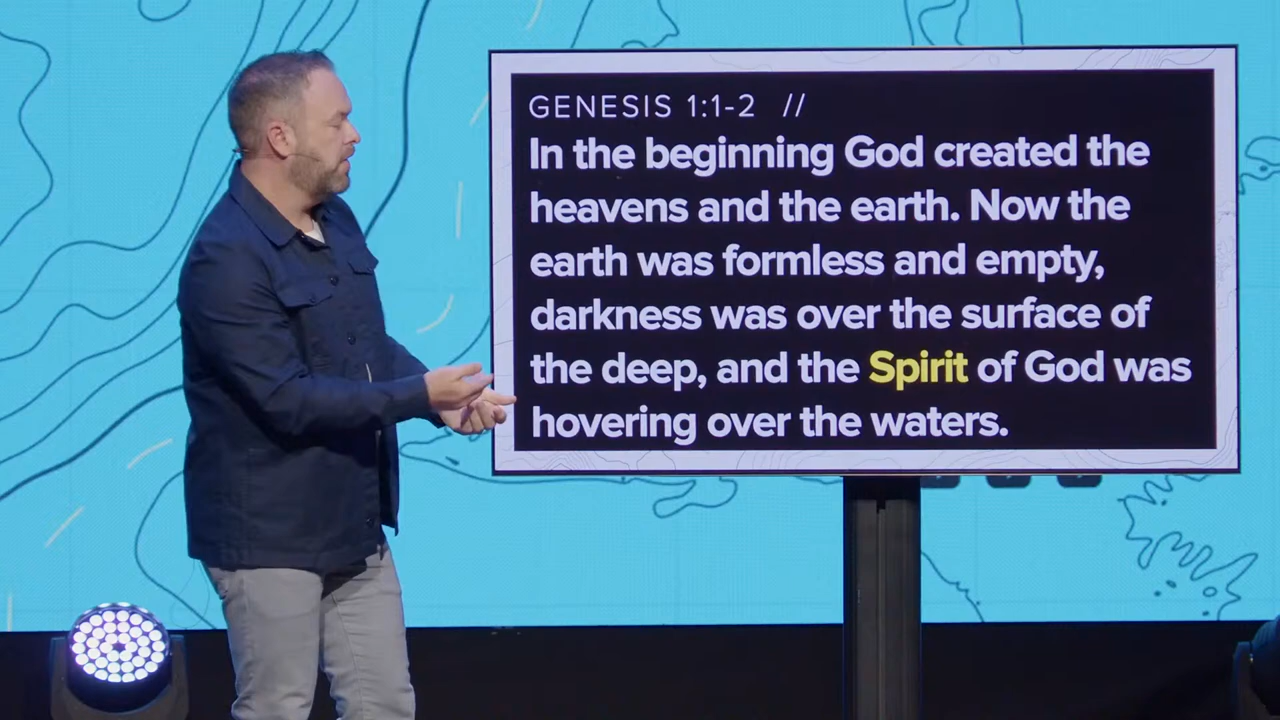 GENESIS 1:1-2 //
In the beginning God created the
heavens and the earth. Now the
earth was formless and empty,
darkness was over the surface of
the deep, and the Spirit of God was
hovering over the waters.